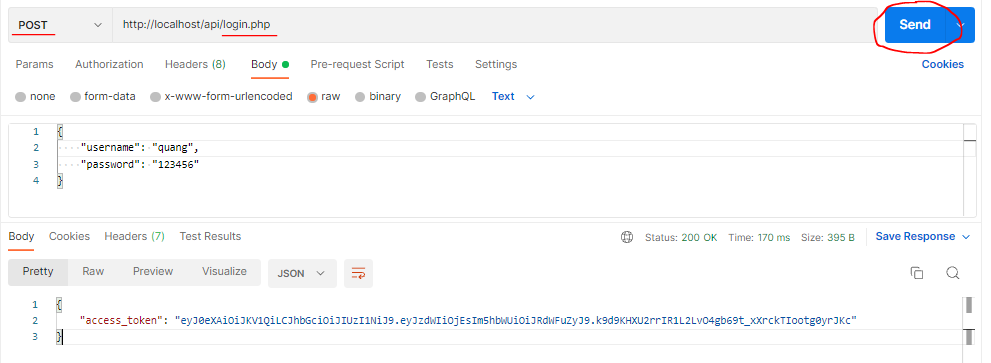 POST http://localhost/api/login.php Send
Params Authorization Headers (8) Body Pre-request Script Tests Settings Cookies
none form-data x-www-form-urlencoded raw binary GraphQL Text
1 {
2 "username": "quang",
3 "password": "123456"
4 }
Body Cookies Headers (7) Test Results Status: 200 OK Time: 170 ms Size: 395 B Save Response
Pretty Raw Preview Visualize JSON
1 {
2 "access_token": "eyJ0eXAiOiJKV1QiLCJhbGciOiJIUzI1NiJ9.eyJzdWIiOjEsIm5hbWUiOiJRdWFuZyJ9.k9d9KHXU2rrIR1L2LvO4gb69t_xXrckTIootg0yrJKc"
3 }